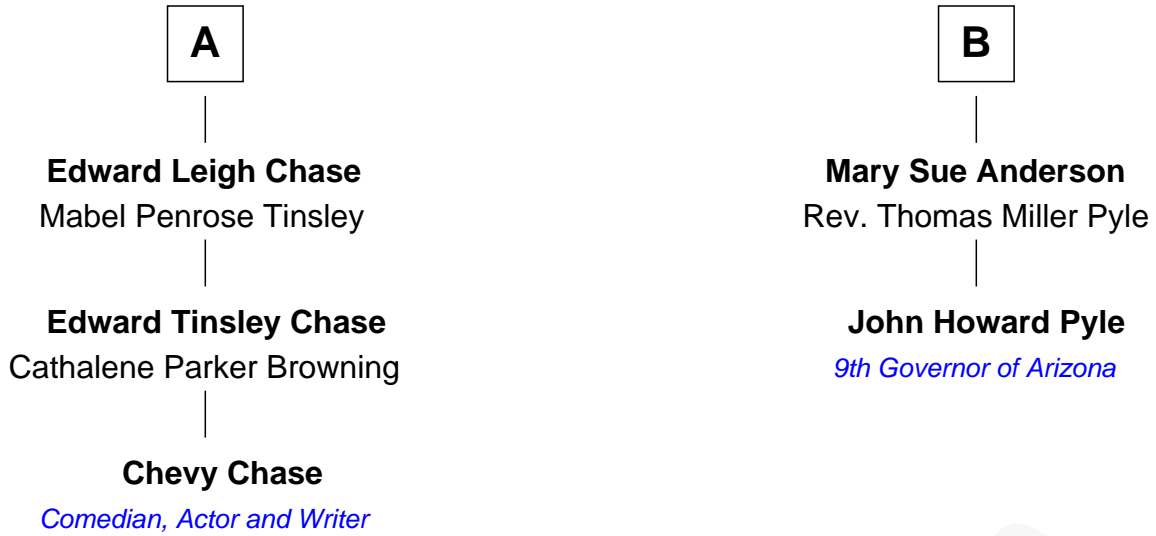 A
Edward Leigh Chase
Mabel Penrose Tinsley
Edward Tinsley Chase
Cathalene Parker Browning
Chevy Chase
Comedian, Actor and Writer
B
Mary Sue Anderson
Rev. Thomas Miller Pyle
John Howard Pyle
9th Governor of Arizona